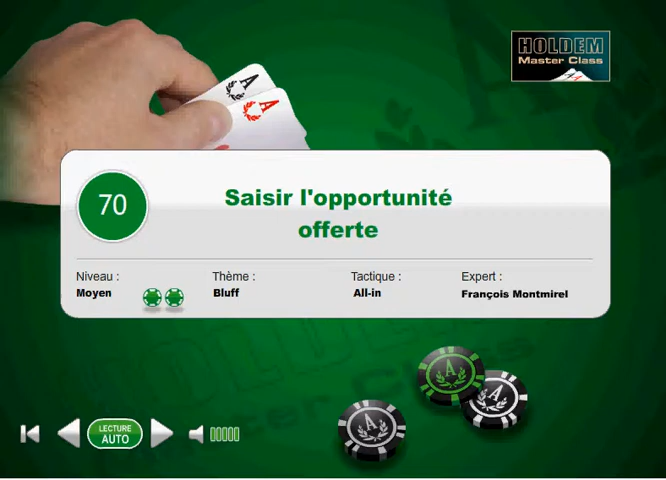 HOLDEM
Master Class
A
A
70
Saisir l'opportunité
offerte
Niveau :
Moyen
Thème :
Bluff
Tactique :
All-in
Expert :
François Montmirel
A
A
A
LECTURE
AUTO